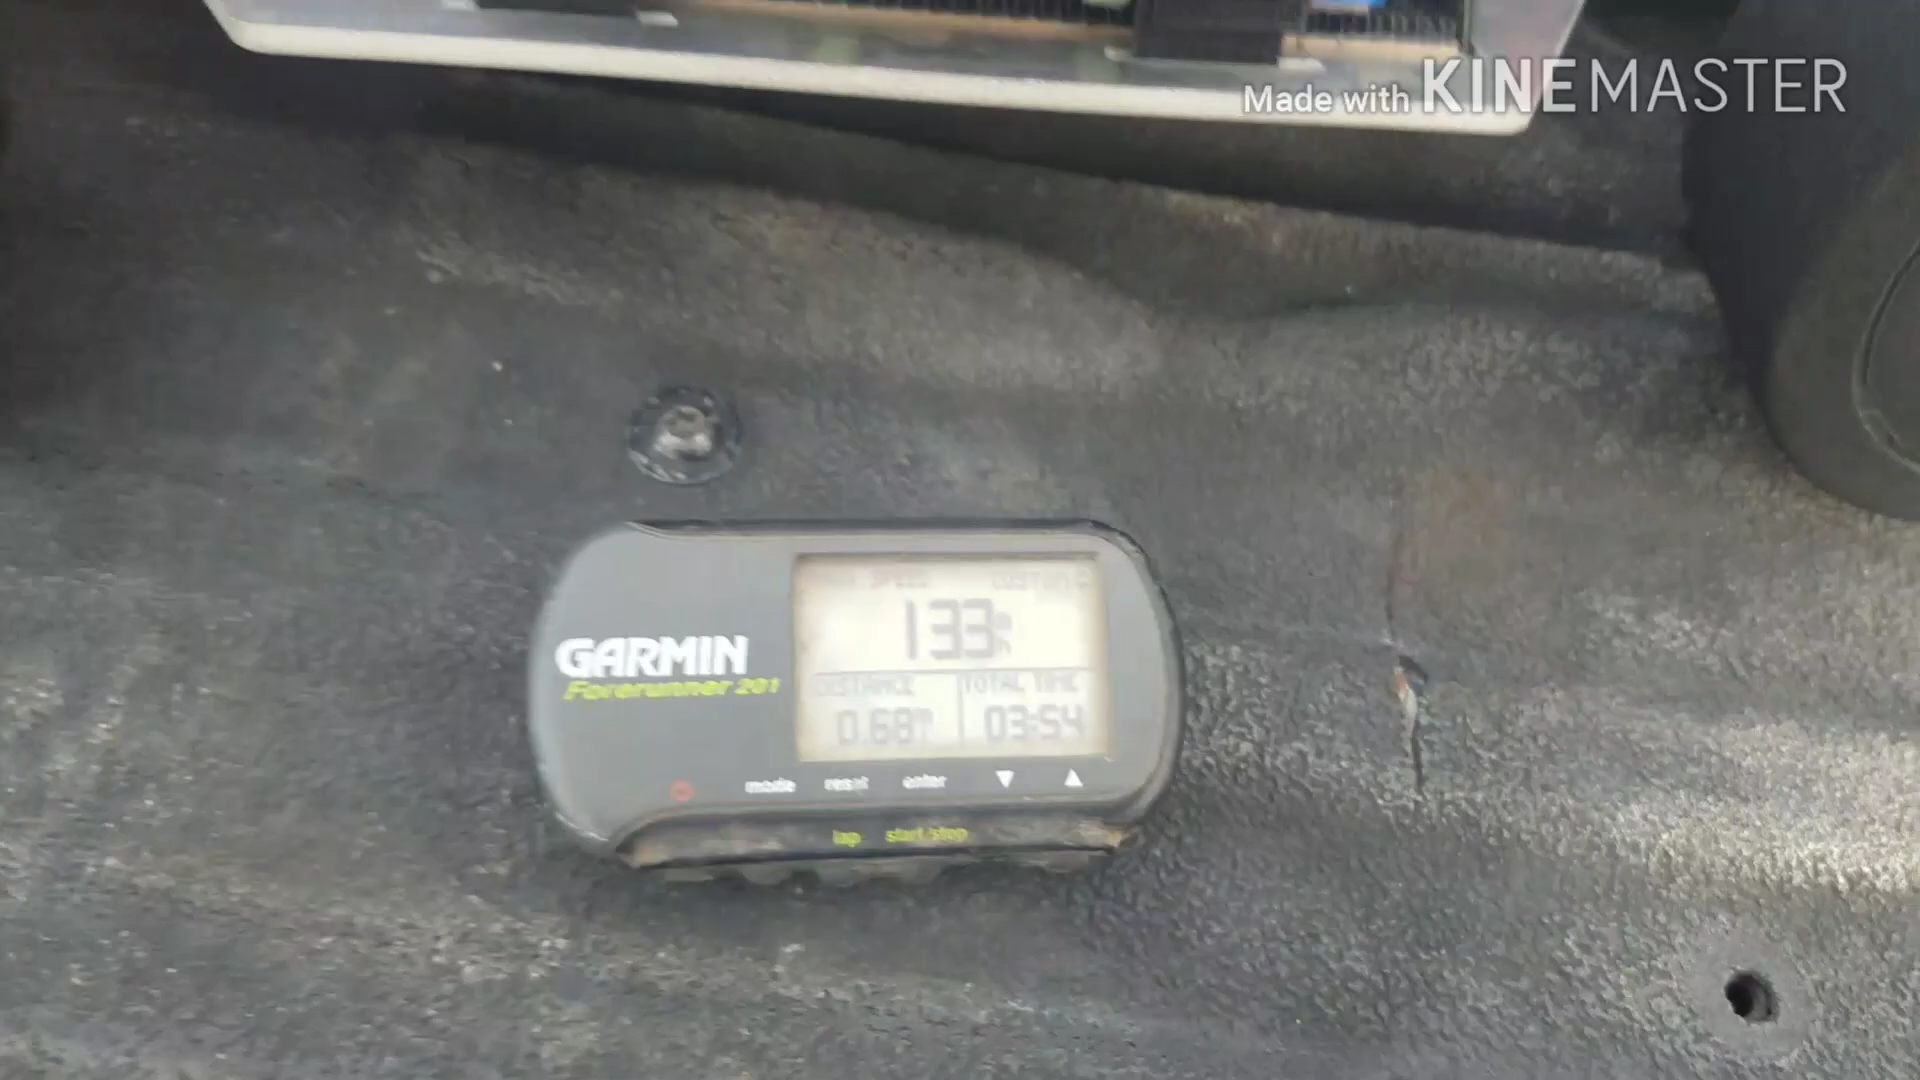 Made with KINEMASTER
SPEED
133
GARMIN
Forerunner 201
DISTANCE
TOTAL TIME
0.68
03:54
mode
reset
enter
▼
▲
lap
start/stop